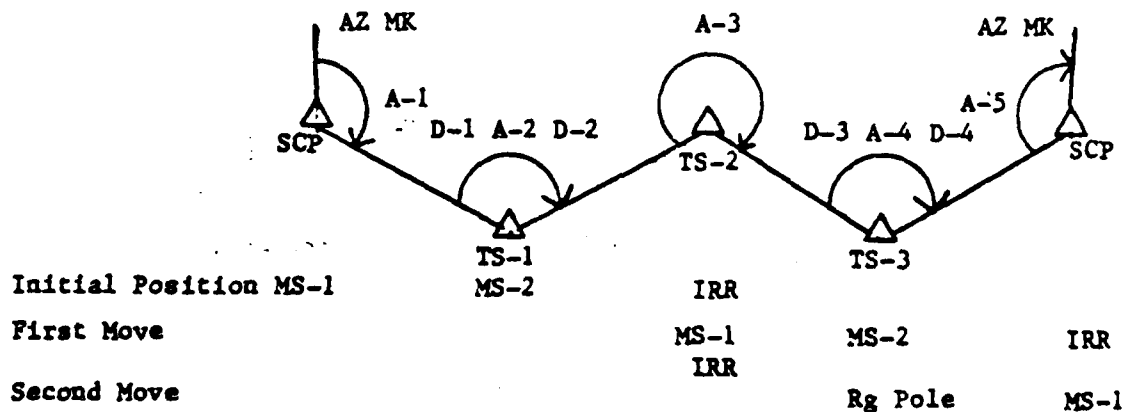 AZ MK A-3 AZ MK
A-1 A-5
D-1 A-2 D-2 D-3 A-4 D-4
SCP TS-2 SCP
TS-1 TS-3
Initial Position MS-1 MS-2 IRR
First Move MS-1 MS-2 IRR
IRR
Second Move Rg Pole MS-1